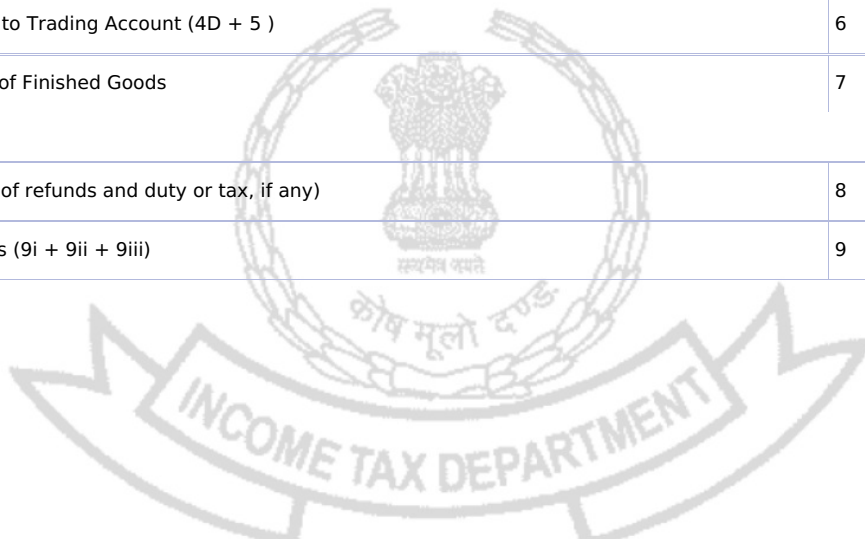 to Trading Account (4D + 5 ) 6
of Finished Goods 7
of refunds and duty or tax, if any) 8
s (9i + 9ii + 9iii) 9
सत्यमेव जयते
कोष मूलो दण्डः
INCOME TAX DEPARTMENT